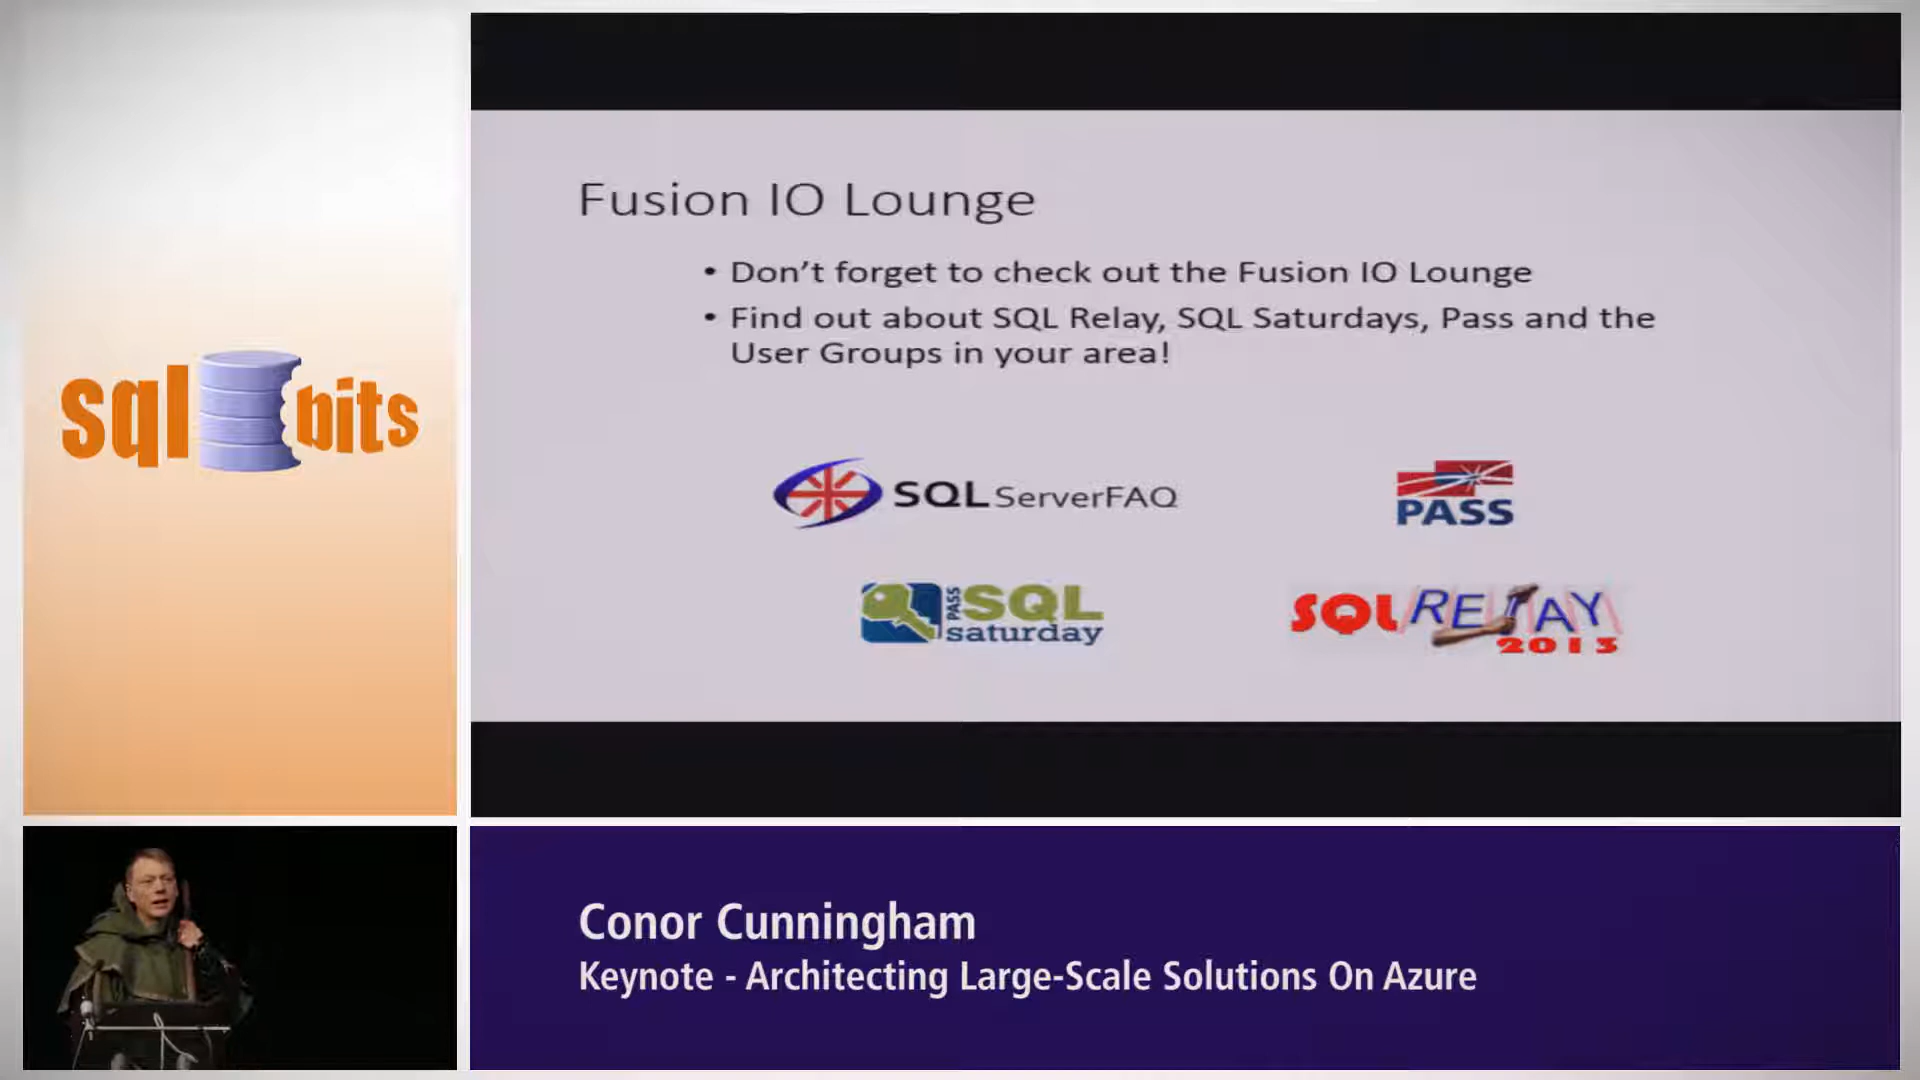 sql bits
Fusion IO Lounge
• Don't forget to check out the Fusion IO Lounge
• Find out about SQL Relay, SQL Saturdays, Pass and the
User Groups in your area!
SQL ServerFAQ
PASS
PASS SQL
saturday
SQL RELAY
2013
Conor Cunningham
Keynote - Architecting Large-Scale Solutions On Azure